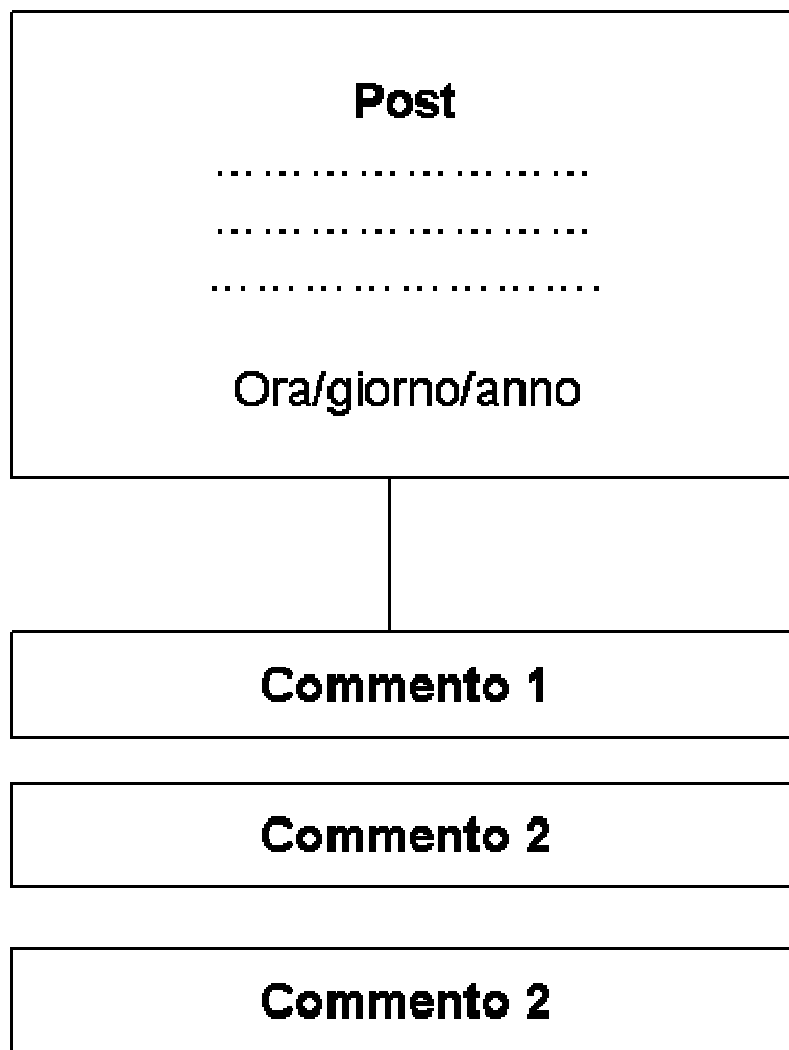 Post
………………………
………………………
……………………….
Ora/giorno/anno
Commento 1
Commento 2
Commento 2